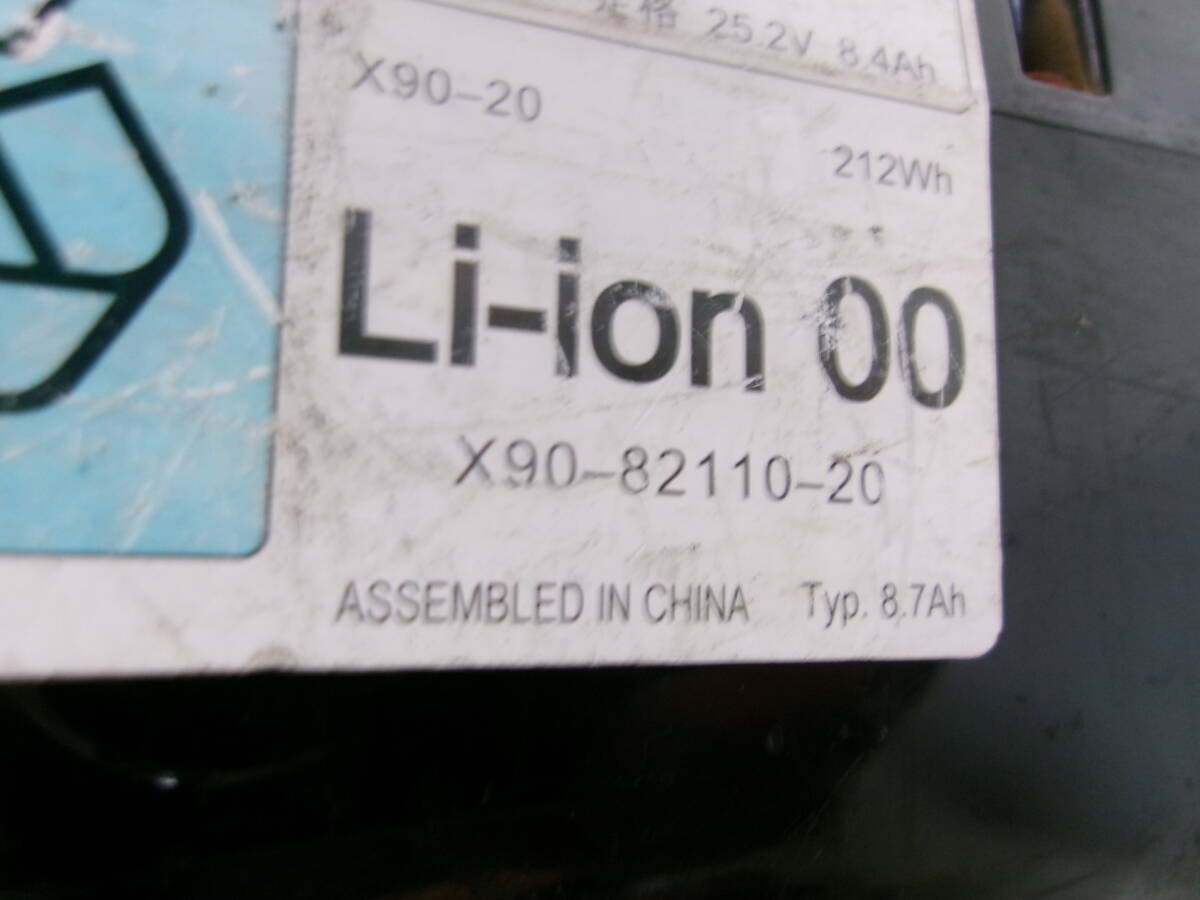 定格 25.2V 8.4Ah
X90-20
212Wh
Li-ion 00
X90-82110-20
ASSEMBLED IN CHINA Typ. 8.7Ah